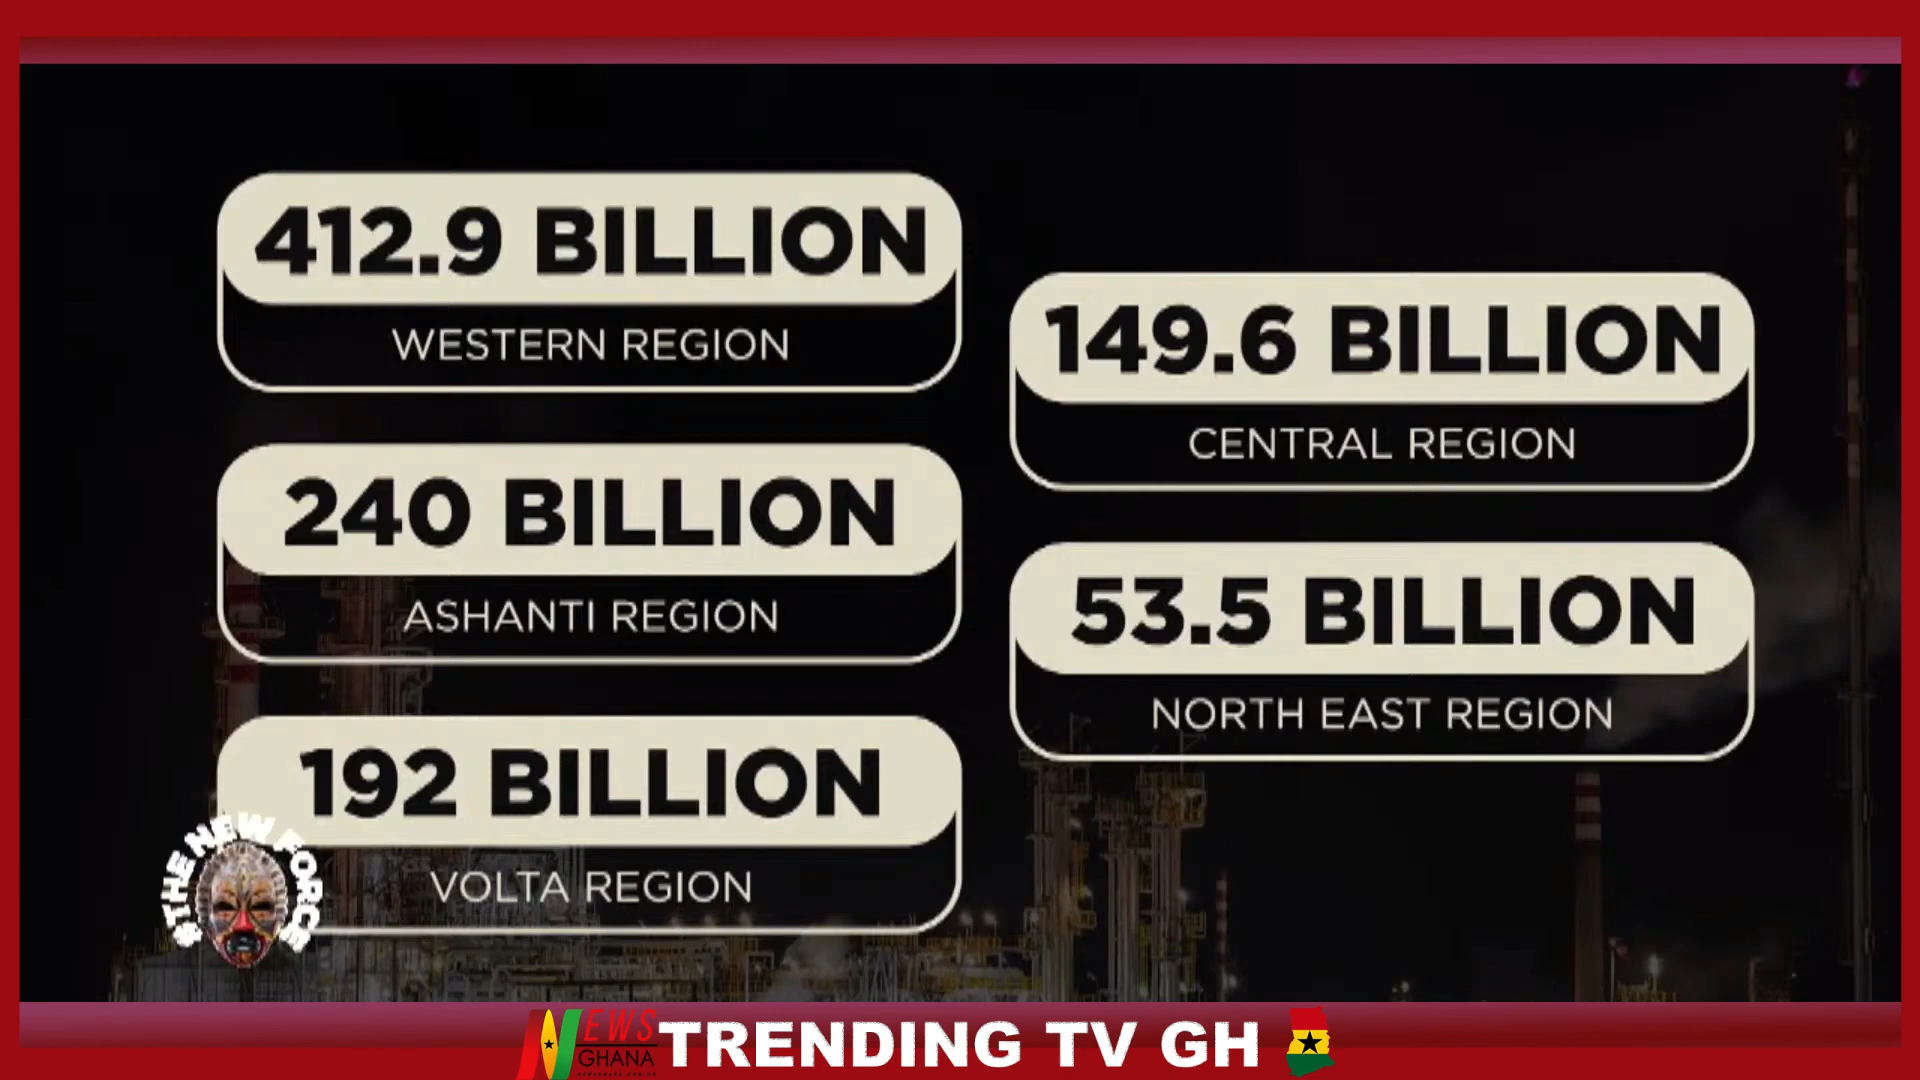 412.9 BILLION
WESTERN REGION
240 BILLION
ASHANTI REGION
192 BILLION
VOLTA REGION
149.6 BILLION
CENTRAL REGION
53.5 BILLION
NORTH EAST REGION
#THE NEW FORCE
NEWS
GHANA
TRENDING TV GH